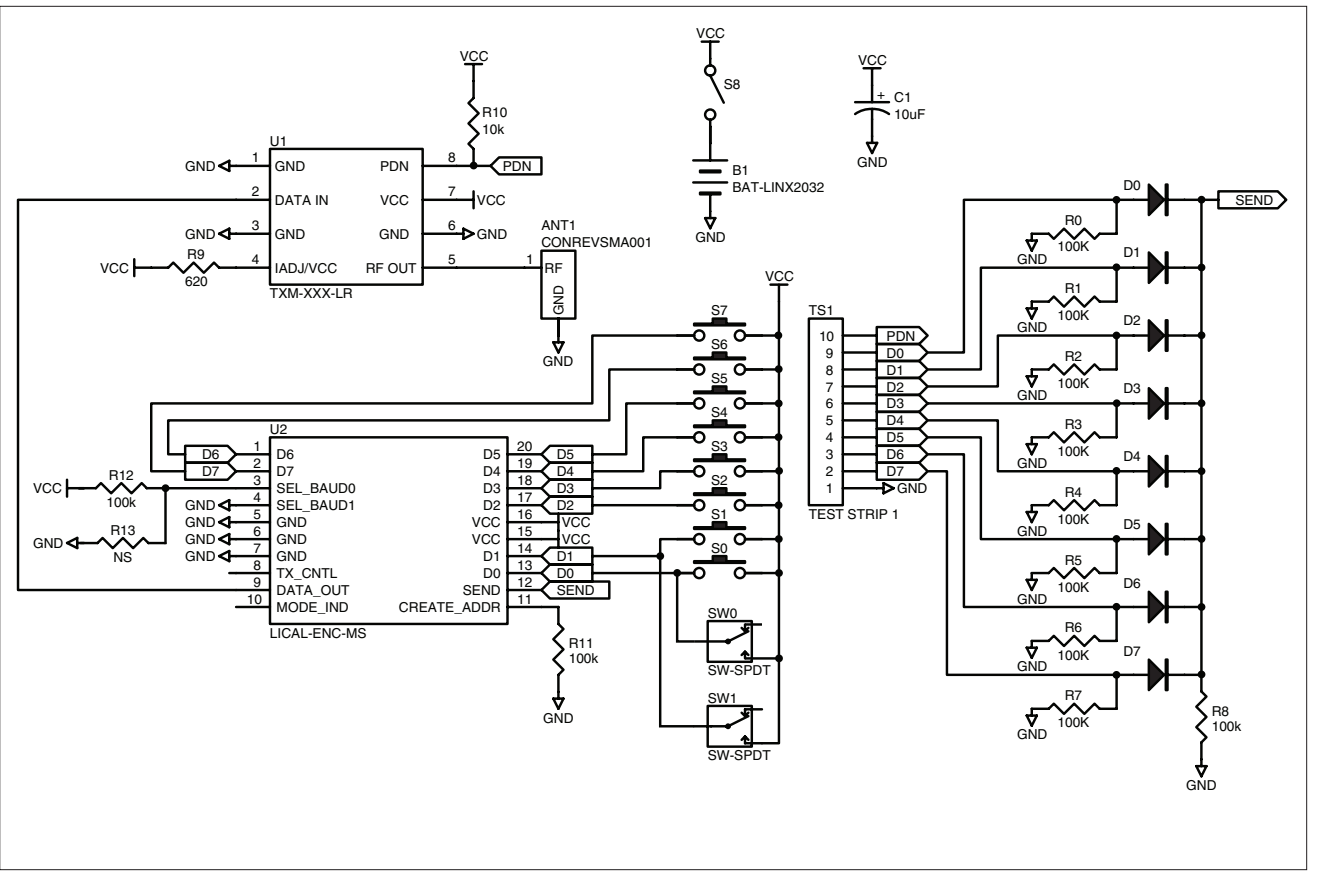 VCC
S8
B1
BAT-LINX2032
GND
VCC
+
C1
10uF
GND
VCC
R10
10k
U1
GND 1 GND
2 DATA IN
GND 3 GND
VCC R9 620 4 IADJ/VCC
PDN 8 PDN
VCC 7 VCC
GND 6 GND
RF OUT 5
TXM-XXX-LR
ANT1
CONREVSMA001
1 RF
GND
GND
VCC
S7
S6
S5
S4
S3
S2
S1
S0
U2
D6 1 D6
D7 2 D7
3 SEL_BAUD0
GND 4 SEL_BAUD1
GND 5 GND
GND 6 GND
GND 7 GND
8 TX_CNTL
9 DATA_OUT
10 MODE_IND
D5 20 D5
D4 19 D4
D3 18 D3
D2 17 D2
VCC 16 VCC
VCC 15 VCC
D1 14 D1
D0 13 D0
SEND 12 SEND
CREATE_ADDR 11
LICAL-ENC-MS
VCC
R12
100k
GND
R13
NS
R11
100k
GND
SW0
SW-SPDT
SW1
SW-SPDT
TS1
10 PDN
9 D0
8 D1
7 D2
6 D3
5 D4
4 D5
3 D6
2 D7
1 GND
TEST STRIP 1
D0
SEND
R0
100K
GND
D1
R1
100K
GND
D2
R2
100K
GND
D3
R3
100K
GND
D4
R4
100K
GND
D5
R5
100K
GND
D6
R6
100K
GND
D7
R7
100K
GND
R8
100k
GND